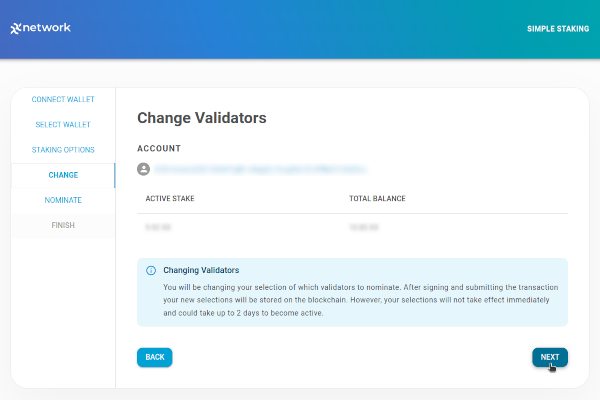 network
SIMPLE STAKING
CONNECT WALLET
SELECT WALLET
STAKING OPTIONS
CHANGE
NOMINATE
FINISH
Change Validators
ACCOUNT
ACTIVE STAKE TOTAL BALANCE
Changing Validators
You will be changing your selection of which validators to nominate. After signing and submitting the transaction
your new selections will be stored on the blockchain. However, your selections will not take effect immediately
and could take up to 2 days to become active.
BACK
NEXT